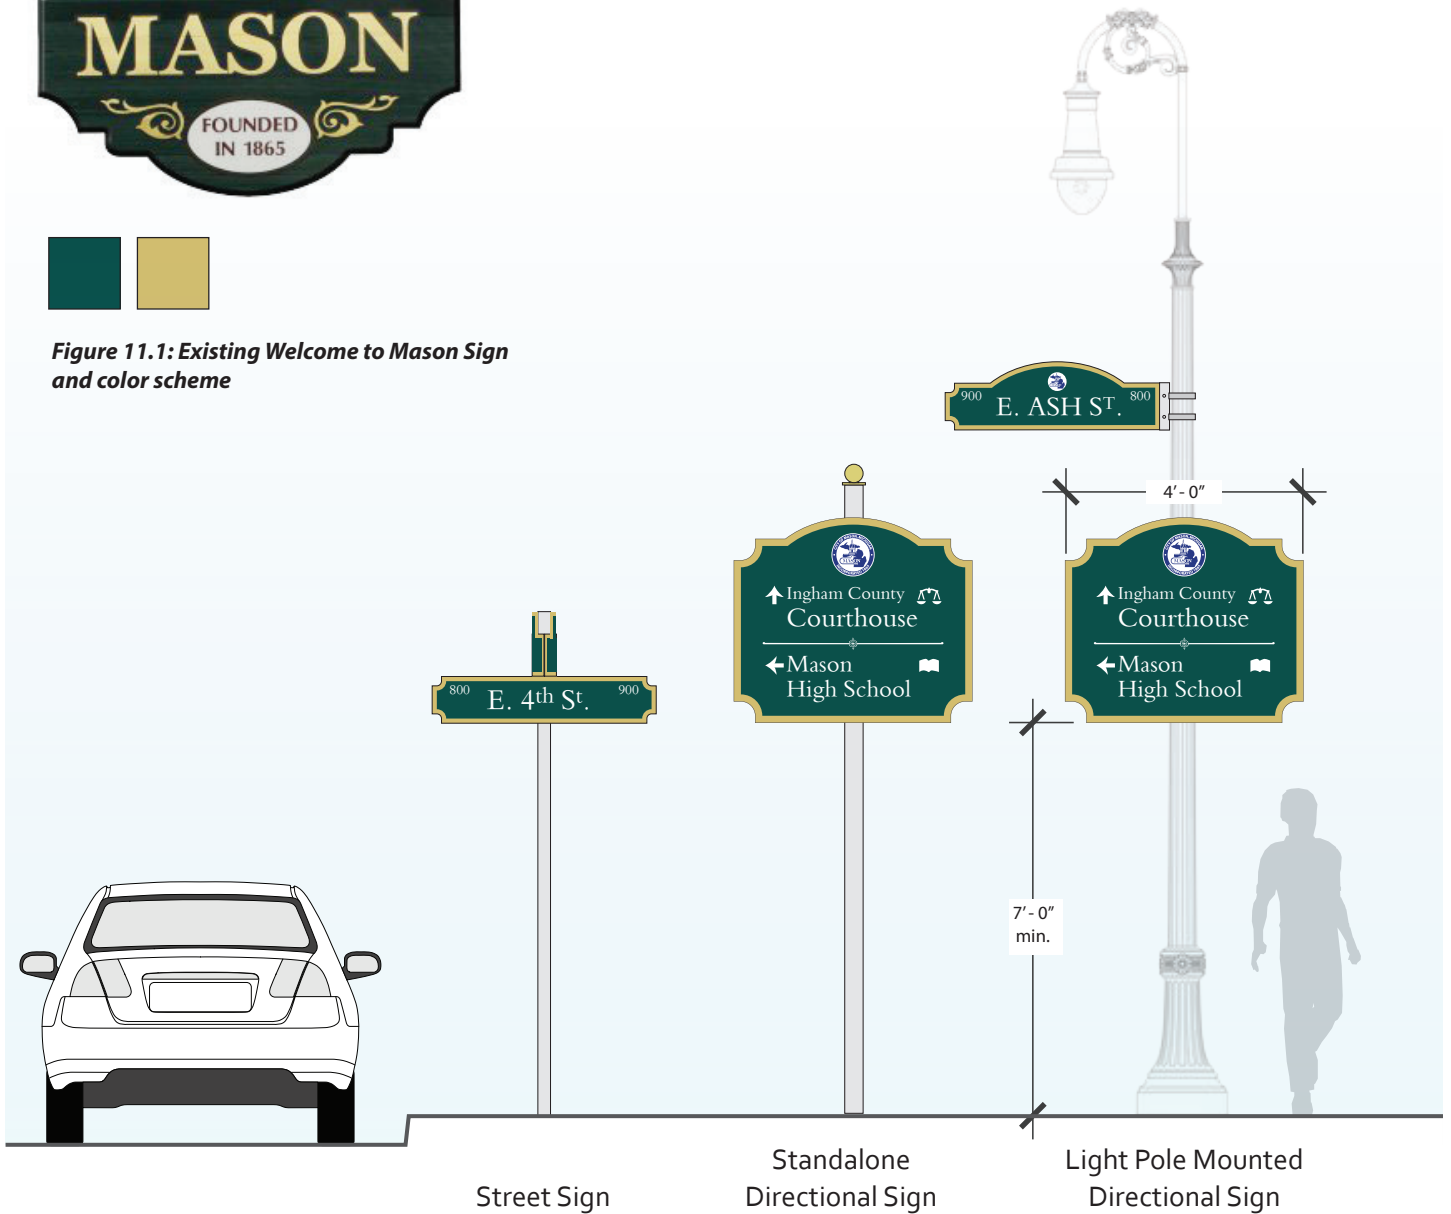 MASON
FOUNDED
IN 1865
Figure 11.1: Existing Welcome to Mason Sign
and color scheme
900 E. ASH ST. 800
4'- 0"
Ingham County
Courthouse
Mason
High School
Ingham County
Courthouse
Mason
High School
800 E. 4th St. 900
7'- 0"
min.
Street Sign
Standalone
Directional Sign
Light Pole Mounted
Directional Sign